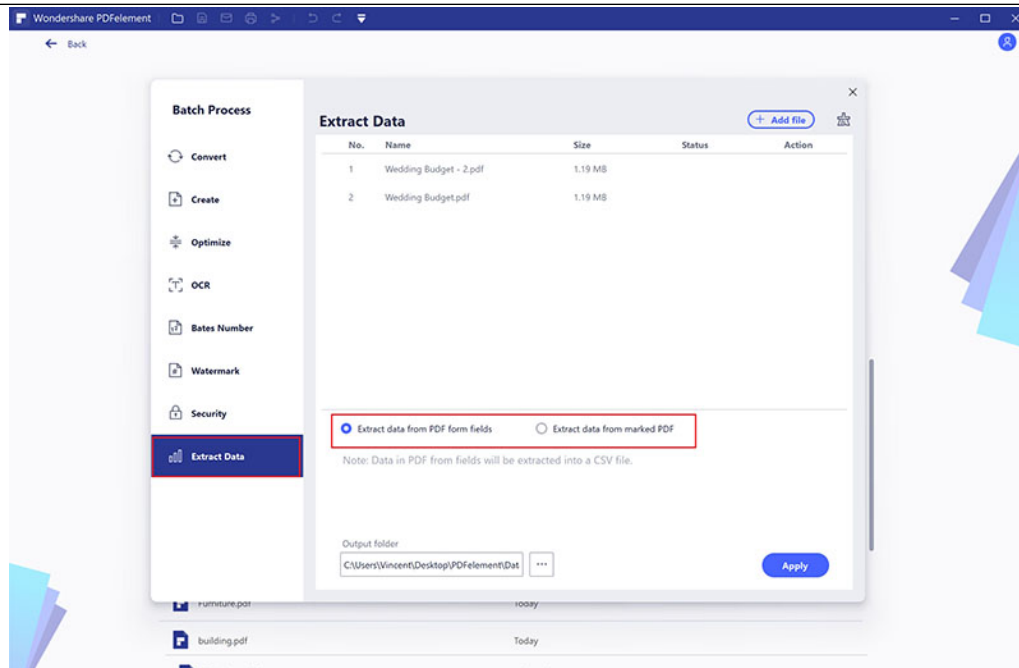 Wondershare PDFelement
Back
Batch Process
Convert
Create
Optimize
OCR
Bates Number
Watermark
Security
Extract Data
Extract Data
+ Add file
No. Name Size Status Action
1 Wedding Budget - 2.pdf 1.19 MB
2 Wedding Budget.pdf 1.19 MB
Extract data from PDF form fields Extract data from marked PDF
Note: Data in PDF from fields will be extracted into a CSV file.
Output folder
C:\Users\Vincent\Desktop\PDFelement\Dat ...
Apply
Furniture.pdf Today
building.pdf Today